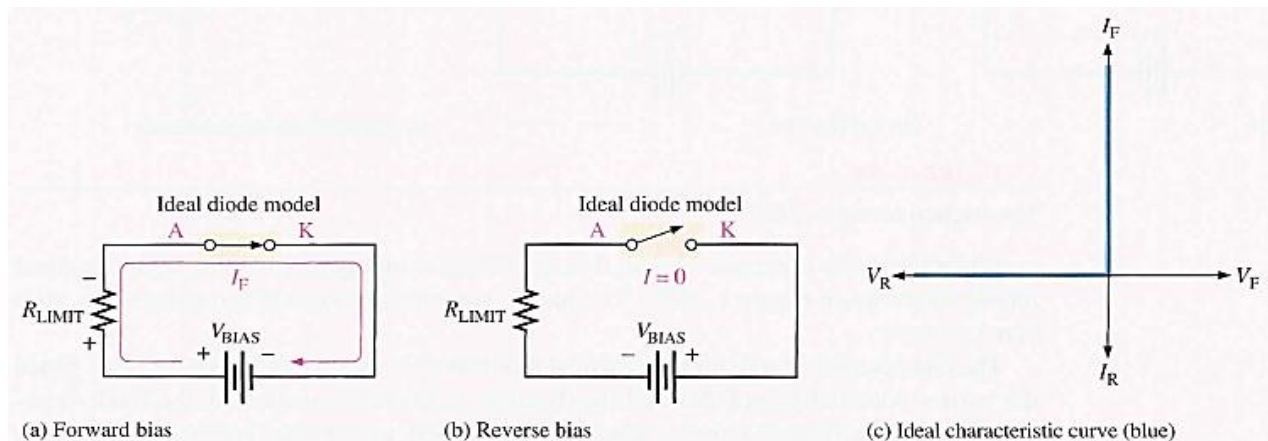 Ideal diode model
A K
I_F
−
R_LIMIT
+
V_BIAS
+ −
(a) Forward bias
Ideal diode model
A K
I = 0
R_LIMIT
V_BIAS
− +
(b) Reverse bias
I_F
V_R V_F
I_R
(c) Ideal characteristic curve (blue)